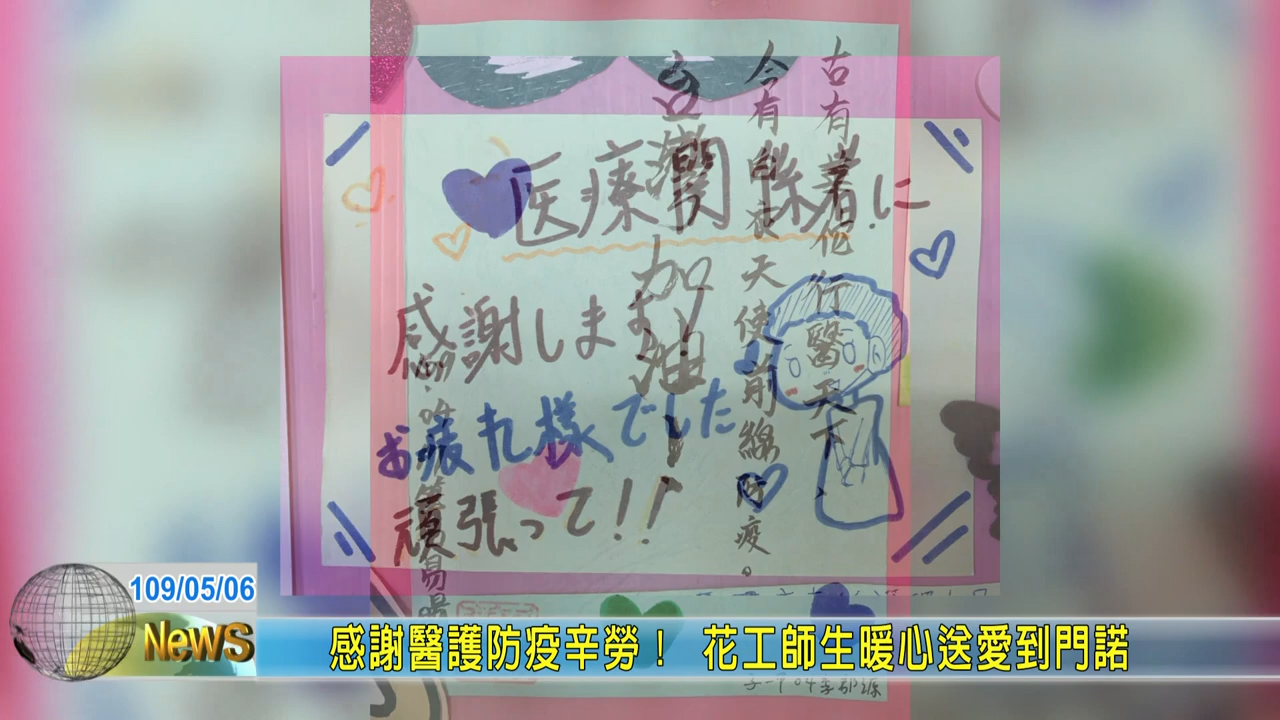 古有華佗行醫天下、
今有白衣天使前線防疫。
台灣加油!
医療関係者に
感謝します!
お疲れ様でした
頑張って!!
109/05/06
News
感謝醫護防疫辛勞! 花工師生暖心送愛到門諾